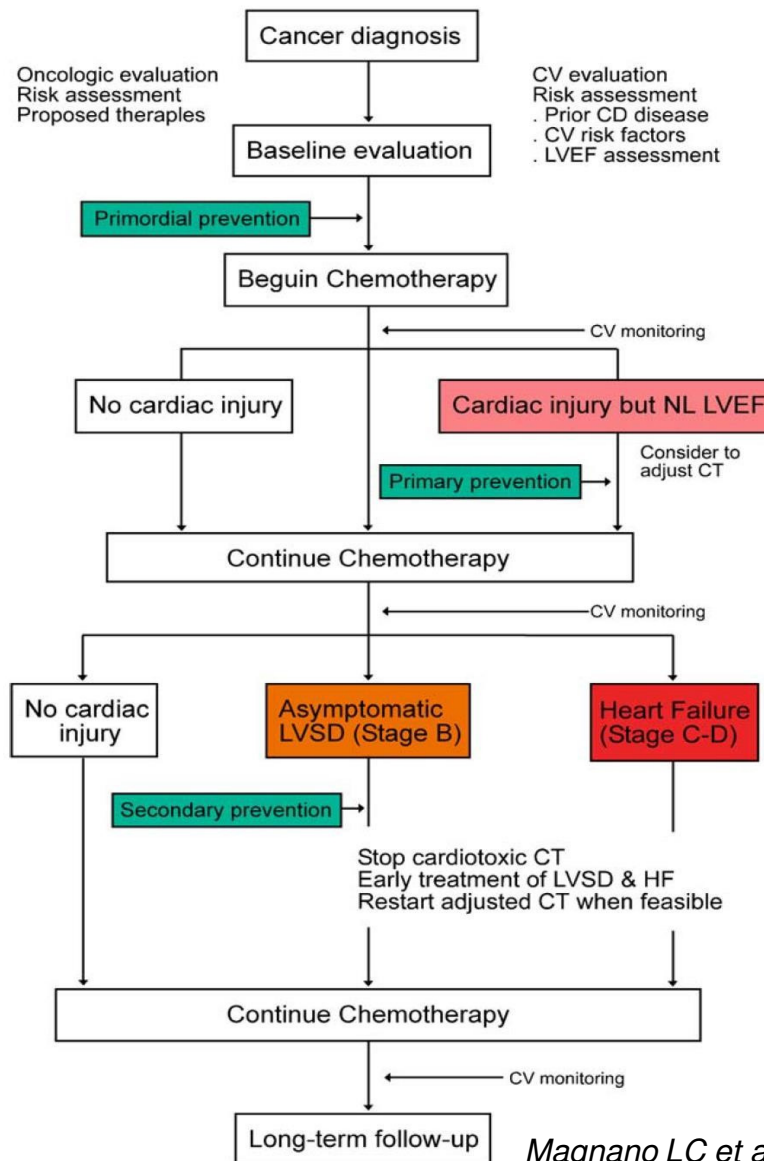 Cancer diagnosis
Oncologic evaluation
Risk assessment
Proposed theraples
CV evaluation
Risk assessment
. Prior CD disease
. CV risk factors
. LVEF assessment
Baseline evaluation
Primordial prevention
Beguin Chemotherapy
CV monitoring
No cardiac injury
Cardiac injury but NL LVEF
Consider to
adjust CT
Primary prevention
Continue Chemotherapy
CV monitoring
No cardiac
injury
Asymptomatic
LVSD (Stage B)
Heart Failure
(Stage C-D)
Secondary prevention
Stop cardiotoxic CT
Early treatment of LVSD & HF
Restart adjusted CT when feasible
Continue Chemotherapy
CV monitoring
Long-term follow-up
Magnano LC et a